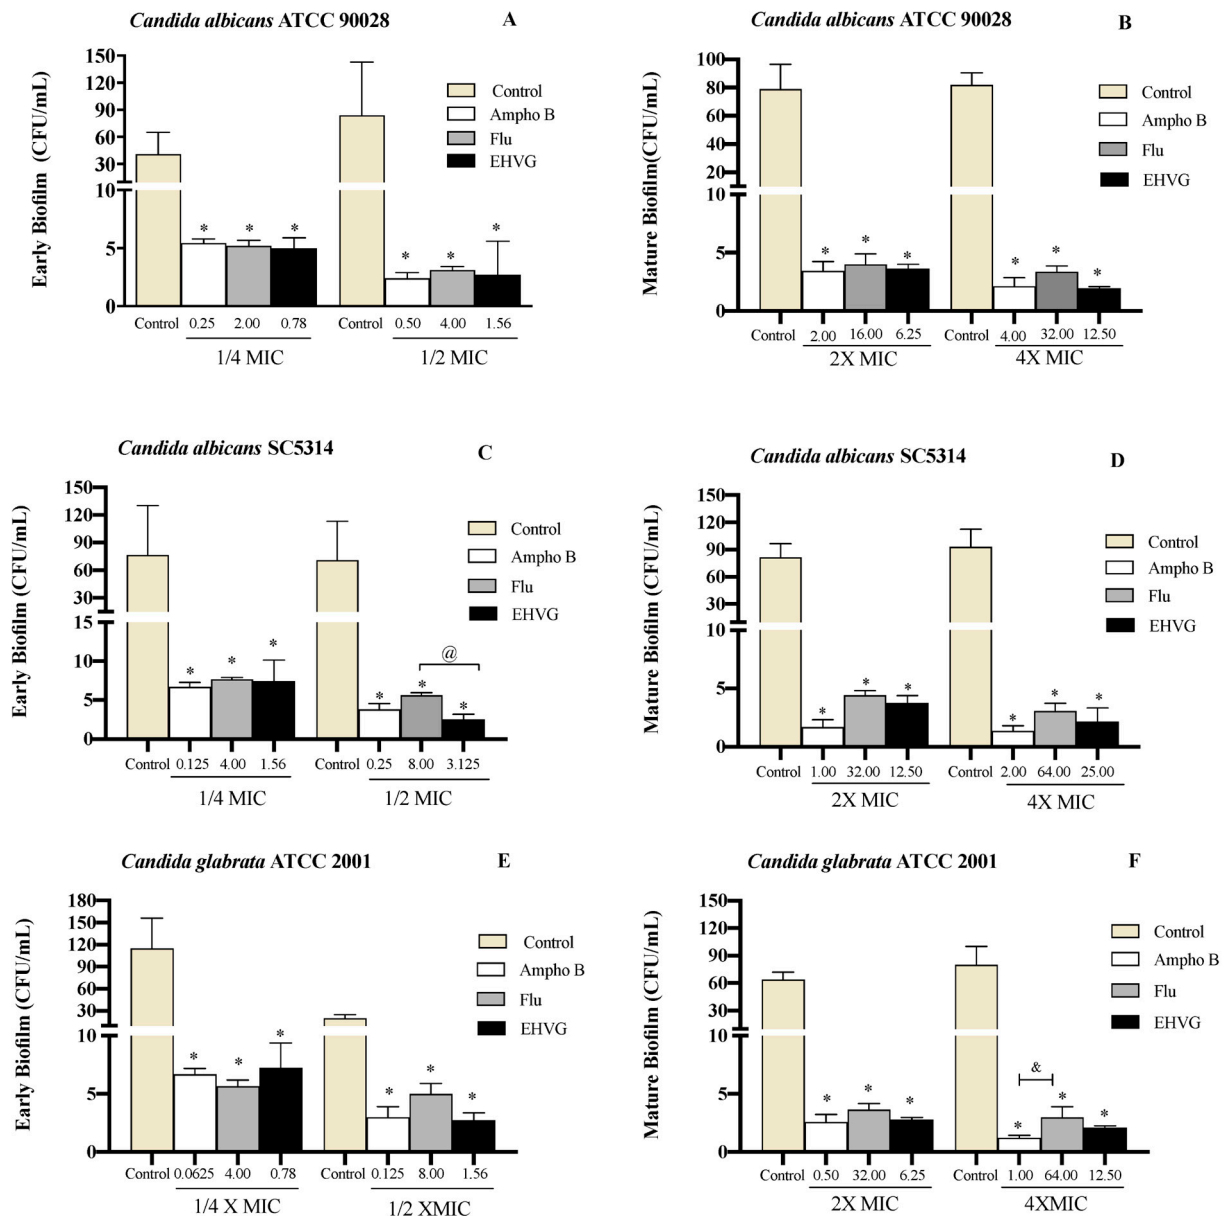 Candida albicans ATCC 90028 A
Early Biofilm (CFU/mL)
150
120
90
60
30
10
5
0
Control
Ampho B
Flu
EHVG
* * * * * *
Control 0.25 2.00 0.78 Control 0.50 4.00 1.56
1/4 MIC 1/2 MIC
Candida albicans ATCC 90028 B
Mature Biofilm(CFU/mL)
100
80
60
40
20
10
5
0
Control
Ampho B
Flu
EHVG
* * * * * *
Control 2.00 16.00 6.25 Control 4.00 32.00 12.50
2X MIC 4X MIC
Candida albicans SC5314 C
Early Biofilm (CFU/mL)
150
120
90
60
30
15
10
5
0
Control
Ampho B
Flu
EHVG
@
* * * * * *
Control 0.125 4.00 1.56 Control 0.25 8.00 3.125
1/4 MIC 1/2 MIC
Candida albicans SC5314 D
Mature Biofilm (CFU/mL)
150
120
90
60
30
10
5
0
Control
Ampho B
Flu
EHVG
* * * * * *
Control 1.00 32.00 12.50 Control 2.00 64.00 25.00
2X MIC 4X MIC
Candida glabrata ATCC 2001 E
Early Biofilm (CFU/mL)
180
150
120
90
60
30
10
5
0
Control
Ampho B
Flu
EHVG
* * * * * *
Control 0.0625 4.00 0.78 Control 0.125 8.00 1.56
1/4 X MIC 1/2 XMIC
Candida glabrata ATCC 2001 F
Mature Biofilm (CFU/mL)
150
120
90
60
30
10
5
0
Control
Ampho B
Flu
EHVG
&
* * * * * *
Control 0.50 32.00 6.25 Control 1.00 64.00 12.50
2X MIC 4XMIC